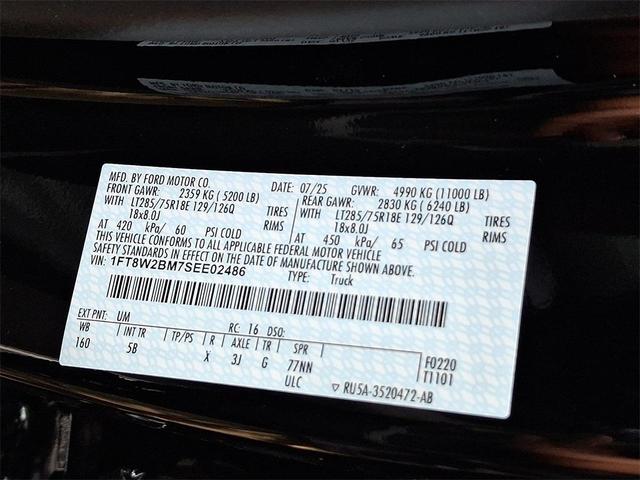 MFD. BY FORD MOTOR CO.
DATE: 07/25 GVWR: 4990 KG (11000 LB)
FRONT GAWR: 2359 KG ( 5200 LB) REAR GAWR: 2830 KG ( 6240 LB)
WITH LT285/75R18E 129/126Q TIRES WITH LT285/75R18E 129/126Q TIRES
18x8.0J RIMS 18x8.0J RIMS
AT 420 kPa/ 60 PSI COLD AT 450 kPa/ 65 PSI COLD
THIS VEHICLE CONFORMS TO ALL APPLICABLE FEDERAL MOTOR VEHICLE
SAFETY STANDARDS IN EFFECT ON THE DATE OF MANUFACTURE SHOWN ABOVE.
VIN: 1FT8W2BM7SEE02486 TYPE: Truck
EXT PNT: UM RC: 16 DSO:
WB INT TR TP/PS R AXLE TR SPR
160 5B X 3J G 77NN
ULC
F0220
T1101
▽ RU5A-3520472-AB